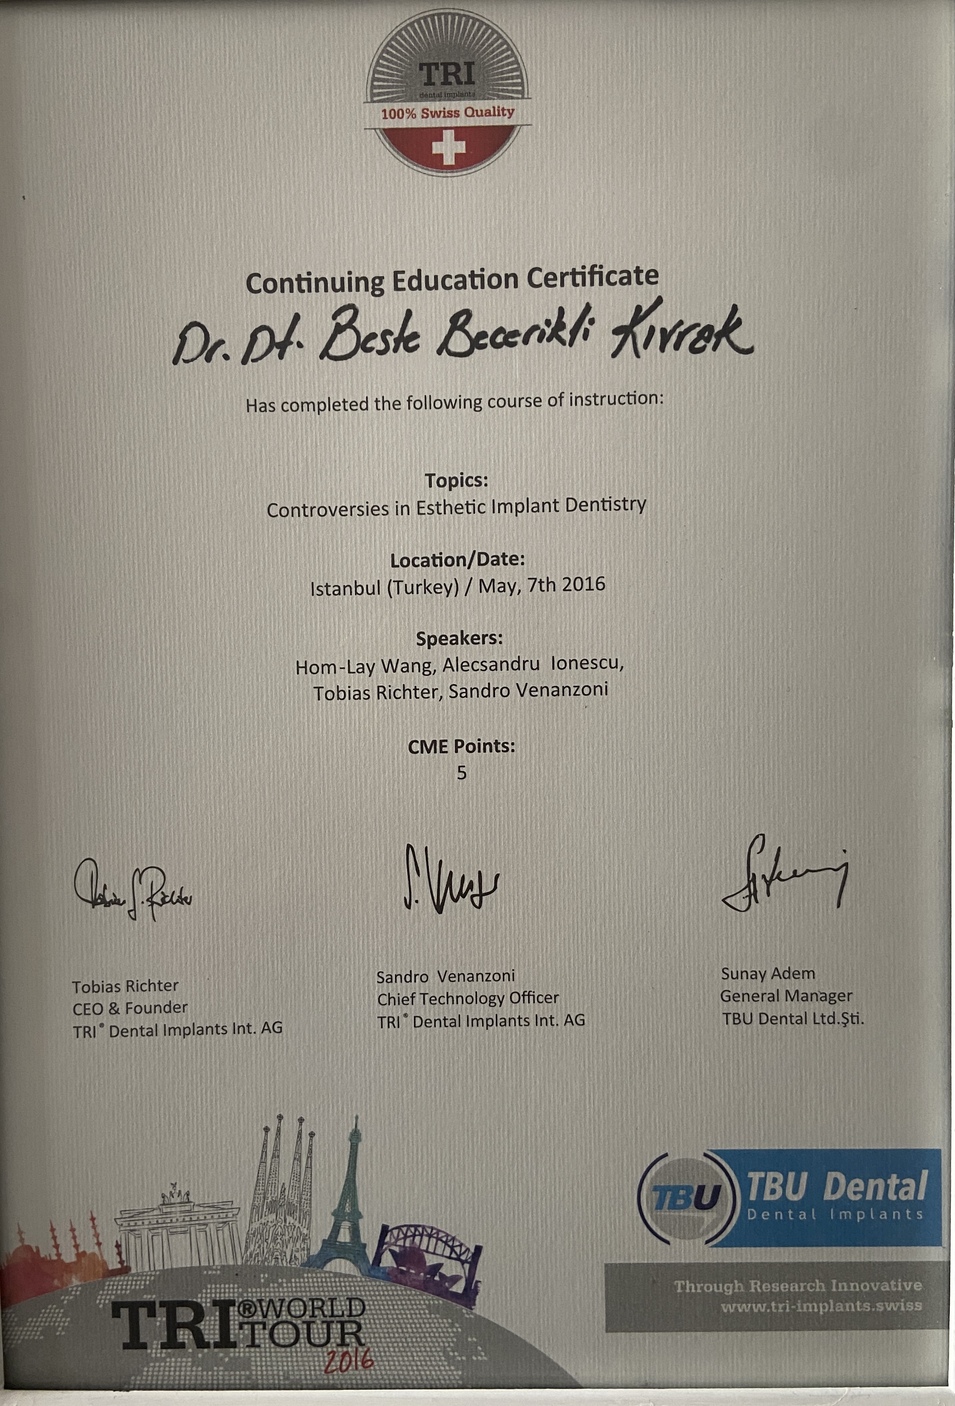 TRI
dental implants
100% Swiss Quality
Continuing Education Certificate
Dr. Dt. Beste Becerikli Kıvrak
Has completed the following course of instruction:
Topics:
Controversies in Esthetic Implant Dentistry
Location/Date:
Istanbul (Turkey) / May, 7th 2016
Speakers:
Hom-Lay Wang, Alecsandru Ionescu,
Tobias Richter, Sandro Venanzoni
CME Points:
5
Tobias Richter
CEO & Founder
TRI® Dental Implants Int. AG
Sandro Venanzoni
Chief Technology Officer
TRI® Dental Implants Int. AG
Sunay Adem
General Manager
TBU Dental Ltd.Şti.
TBU
TBU Dental
Dental Implants
Through Research Innovative
www.tri-implants.swiss
TRI® WORLD
TOUR
2016